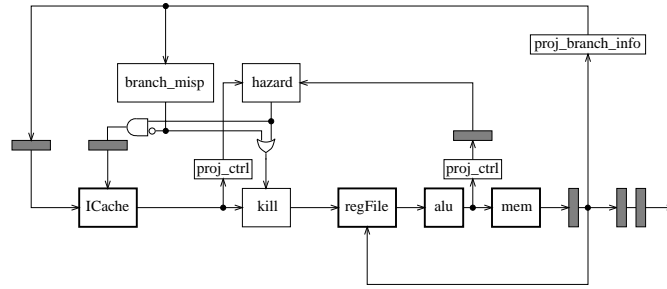 proj_branch_info
branch_misp
hazard
proj_ctrl
proj_ctrl
ICache
kill
regFile
alu
mem